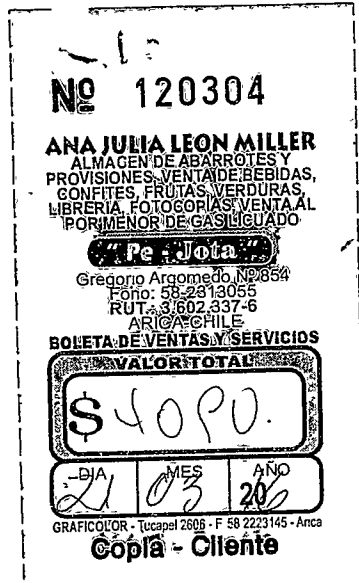 Nº 120304
ANA JULIA LEON MILLER
ALMACEN DE ABARROTES Y
PROVISIONES, VENTA DE BEBIDAS,
CONFITES, FRUTAS, VERDURAS,
LIBRERIA, FOTOCOPIAS, VENTA AL
POR MENOR DE GAS LICUADO
" Pe - Jota "
Gregorio Argomedo Nº 854
Fono: 58-2313055
RUT.: 3.602.337-6
ARICA-CHILE
BOLETA DE VENTAS Y SERVICIOS
VALOR TOTAL
$ 4090.
DIA MES AÑO
21 03 2016
GRAFICOLOR - Tucapel 2606 - F 58 2223145 - Arica
Copia - Cliente